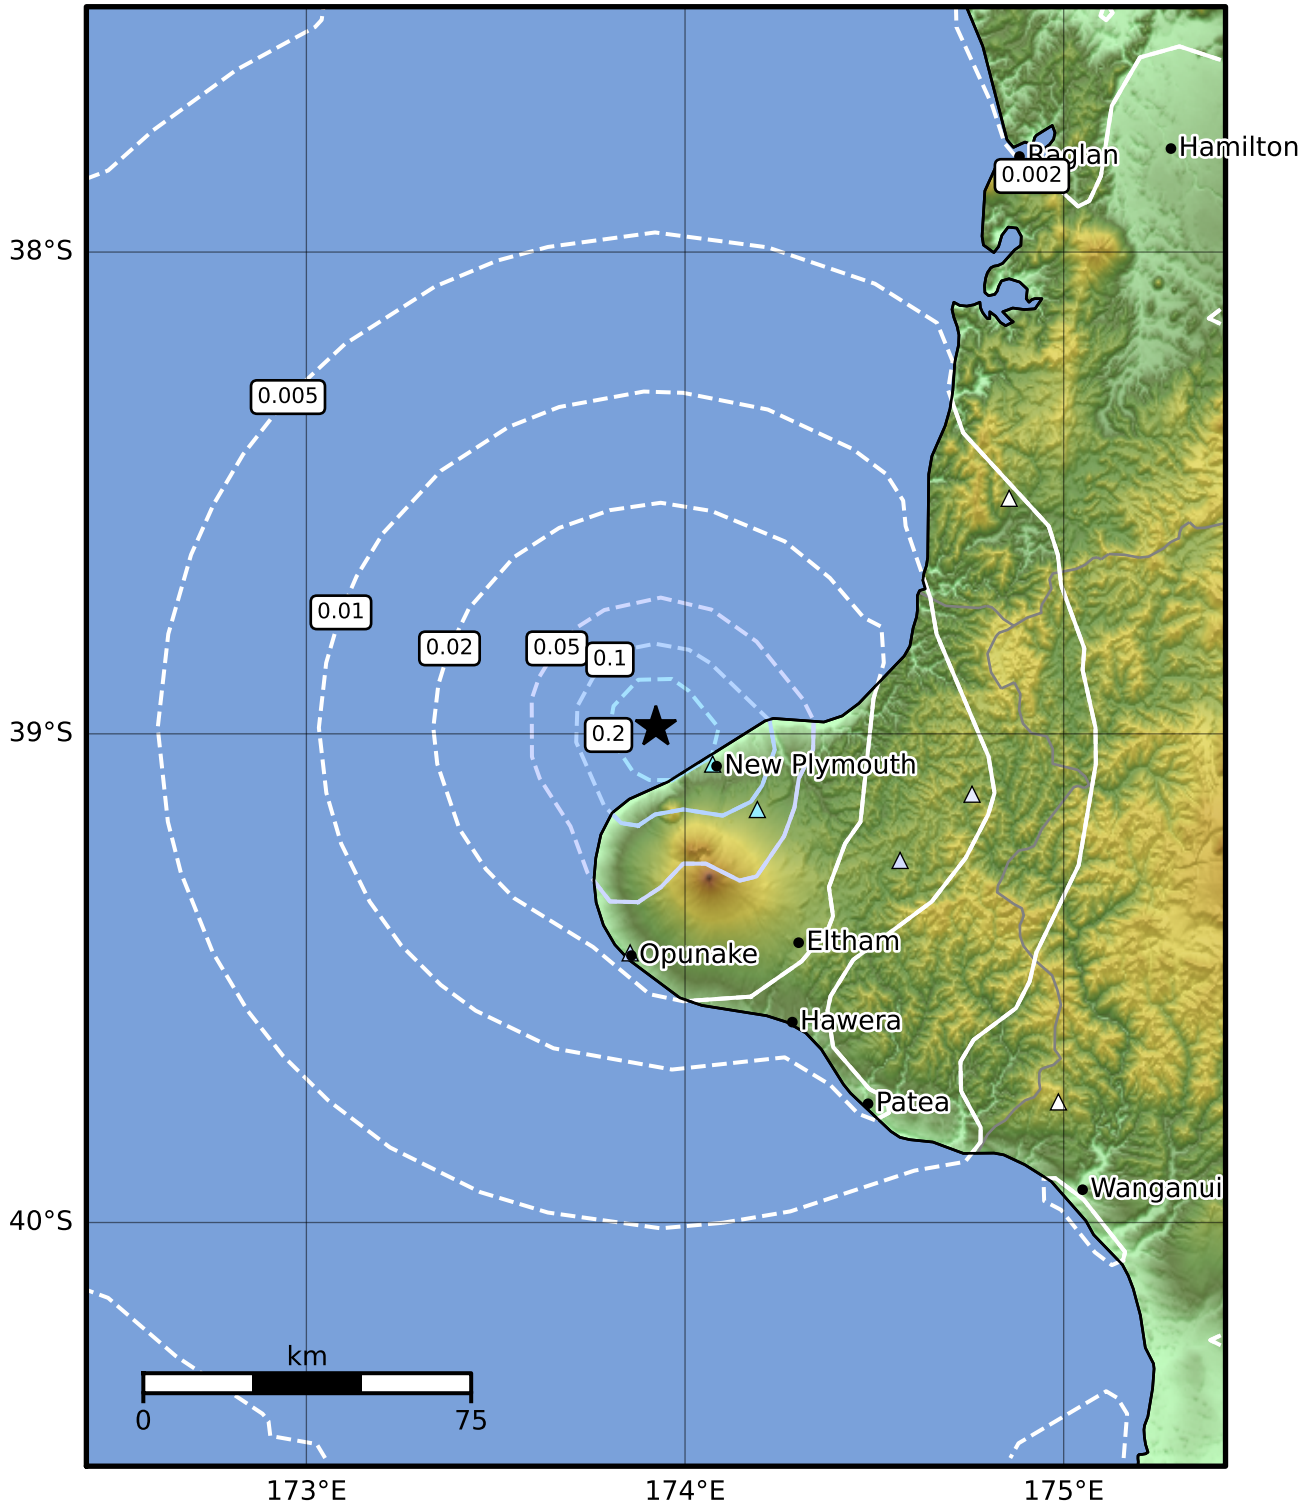 Hamilton
Raglan
0.002
38°S
0.005
0.01
0.02
0.05
0.1
39°S
0.2
New Plymouth
Eltham
Opunake
Hawera
Patea
Wanganui
40°S
km
0
75
173°E
174°E
175°E